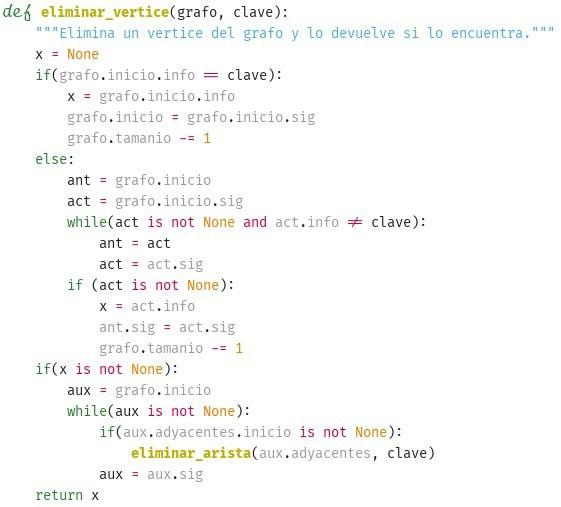 def eliminar_vertice(grafo, clave):
    """Elimina un vertice del grafo y lo devuelve si lo encuentra."""
    x = None
    if(grafo.inicio.info == clave):
        x = grafo.inicio.info
        grafo.inicio = grafo.inicio.sig
        grafo.tamanio -= 1
    else:
        ant = grafo.inicio
        act = grafo.inicio.sig
        while(act is not None and act.info != clave):
            ant = act
            act = act.sig
        if (act is not None):
            x = act.info
            ant.sig = act.sig
            grafo.tamanio -= 1
    if(x is not None):
        aux = grafo.inicio
        while(aux is not None):
            if(aux.adyacentes.inicio is not None):
                eliminar_arista(aux.adyacentes, clave)
            aux = aux.sig
    return x